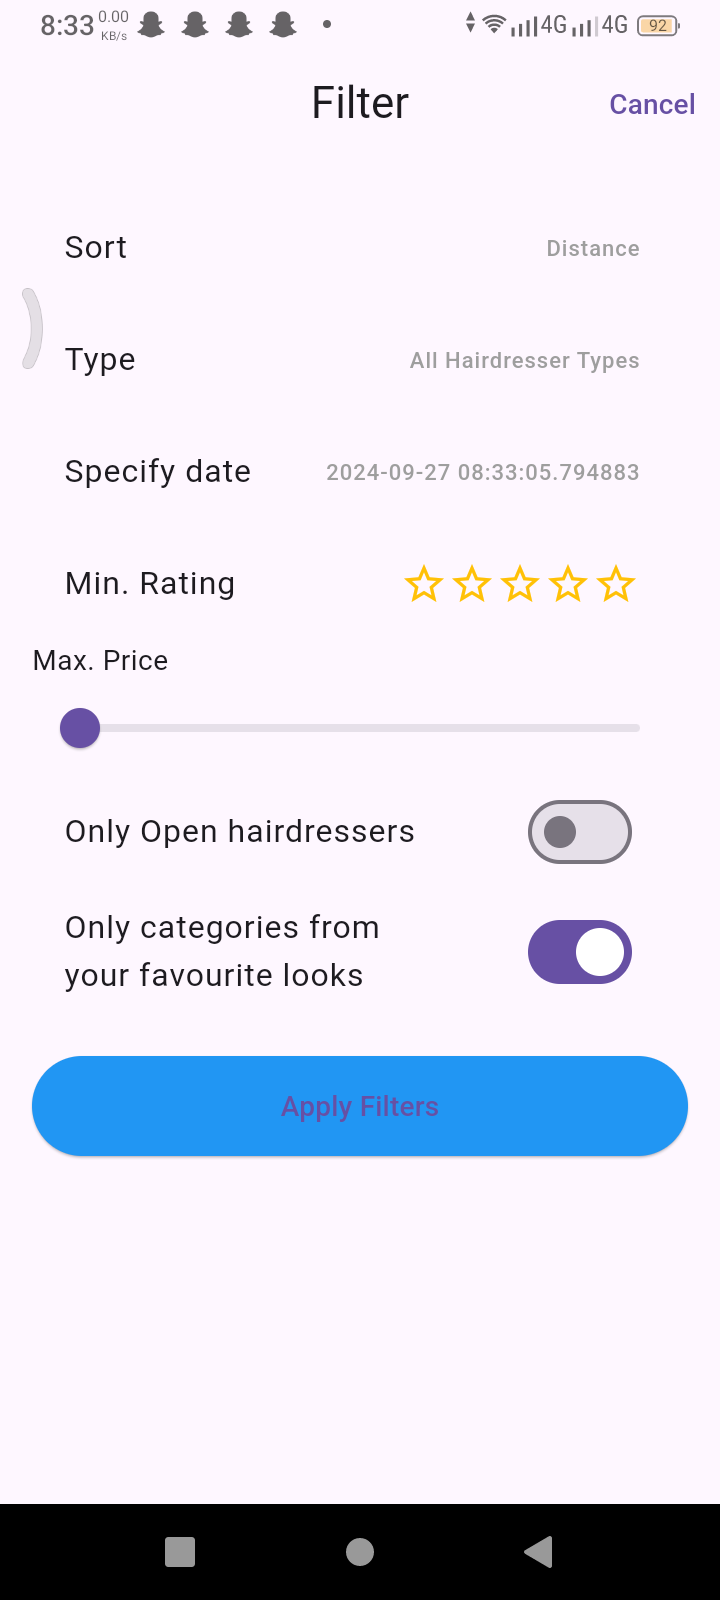 8:33 0.00 KB/s 4G 4G 92
Filter Cancel
Sort Distance
Type All Hairdresser Types
Specify date 2024-09-27 08:33:05.794883
Min. Rating
Max. Price
Only Open hairdressers
Only categories from
your favourite looks
Apply Filters